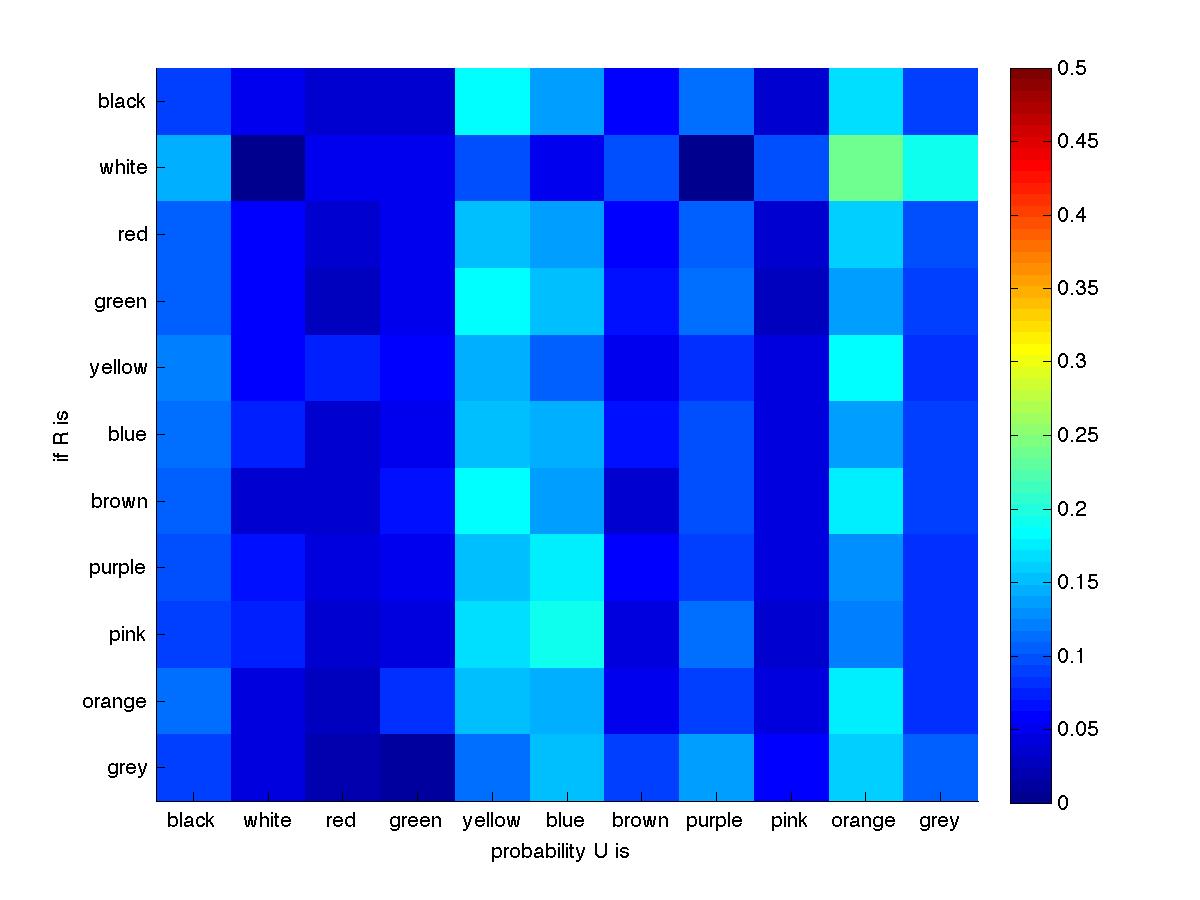 black
white
red
green
yellow
blue
brown
purple
pink
orange
grey
if R is
black white red green yellow blue brown purple pink orange grey
probability U is
0.5
0.45
0.4
0.35
0.3
0.25
0.2
0.15
0.1
0.05
0